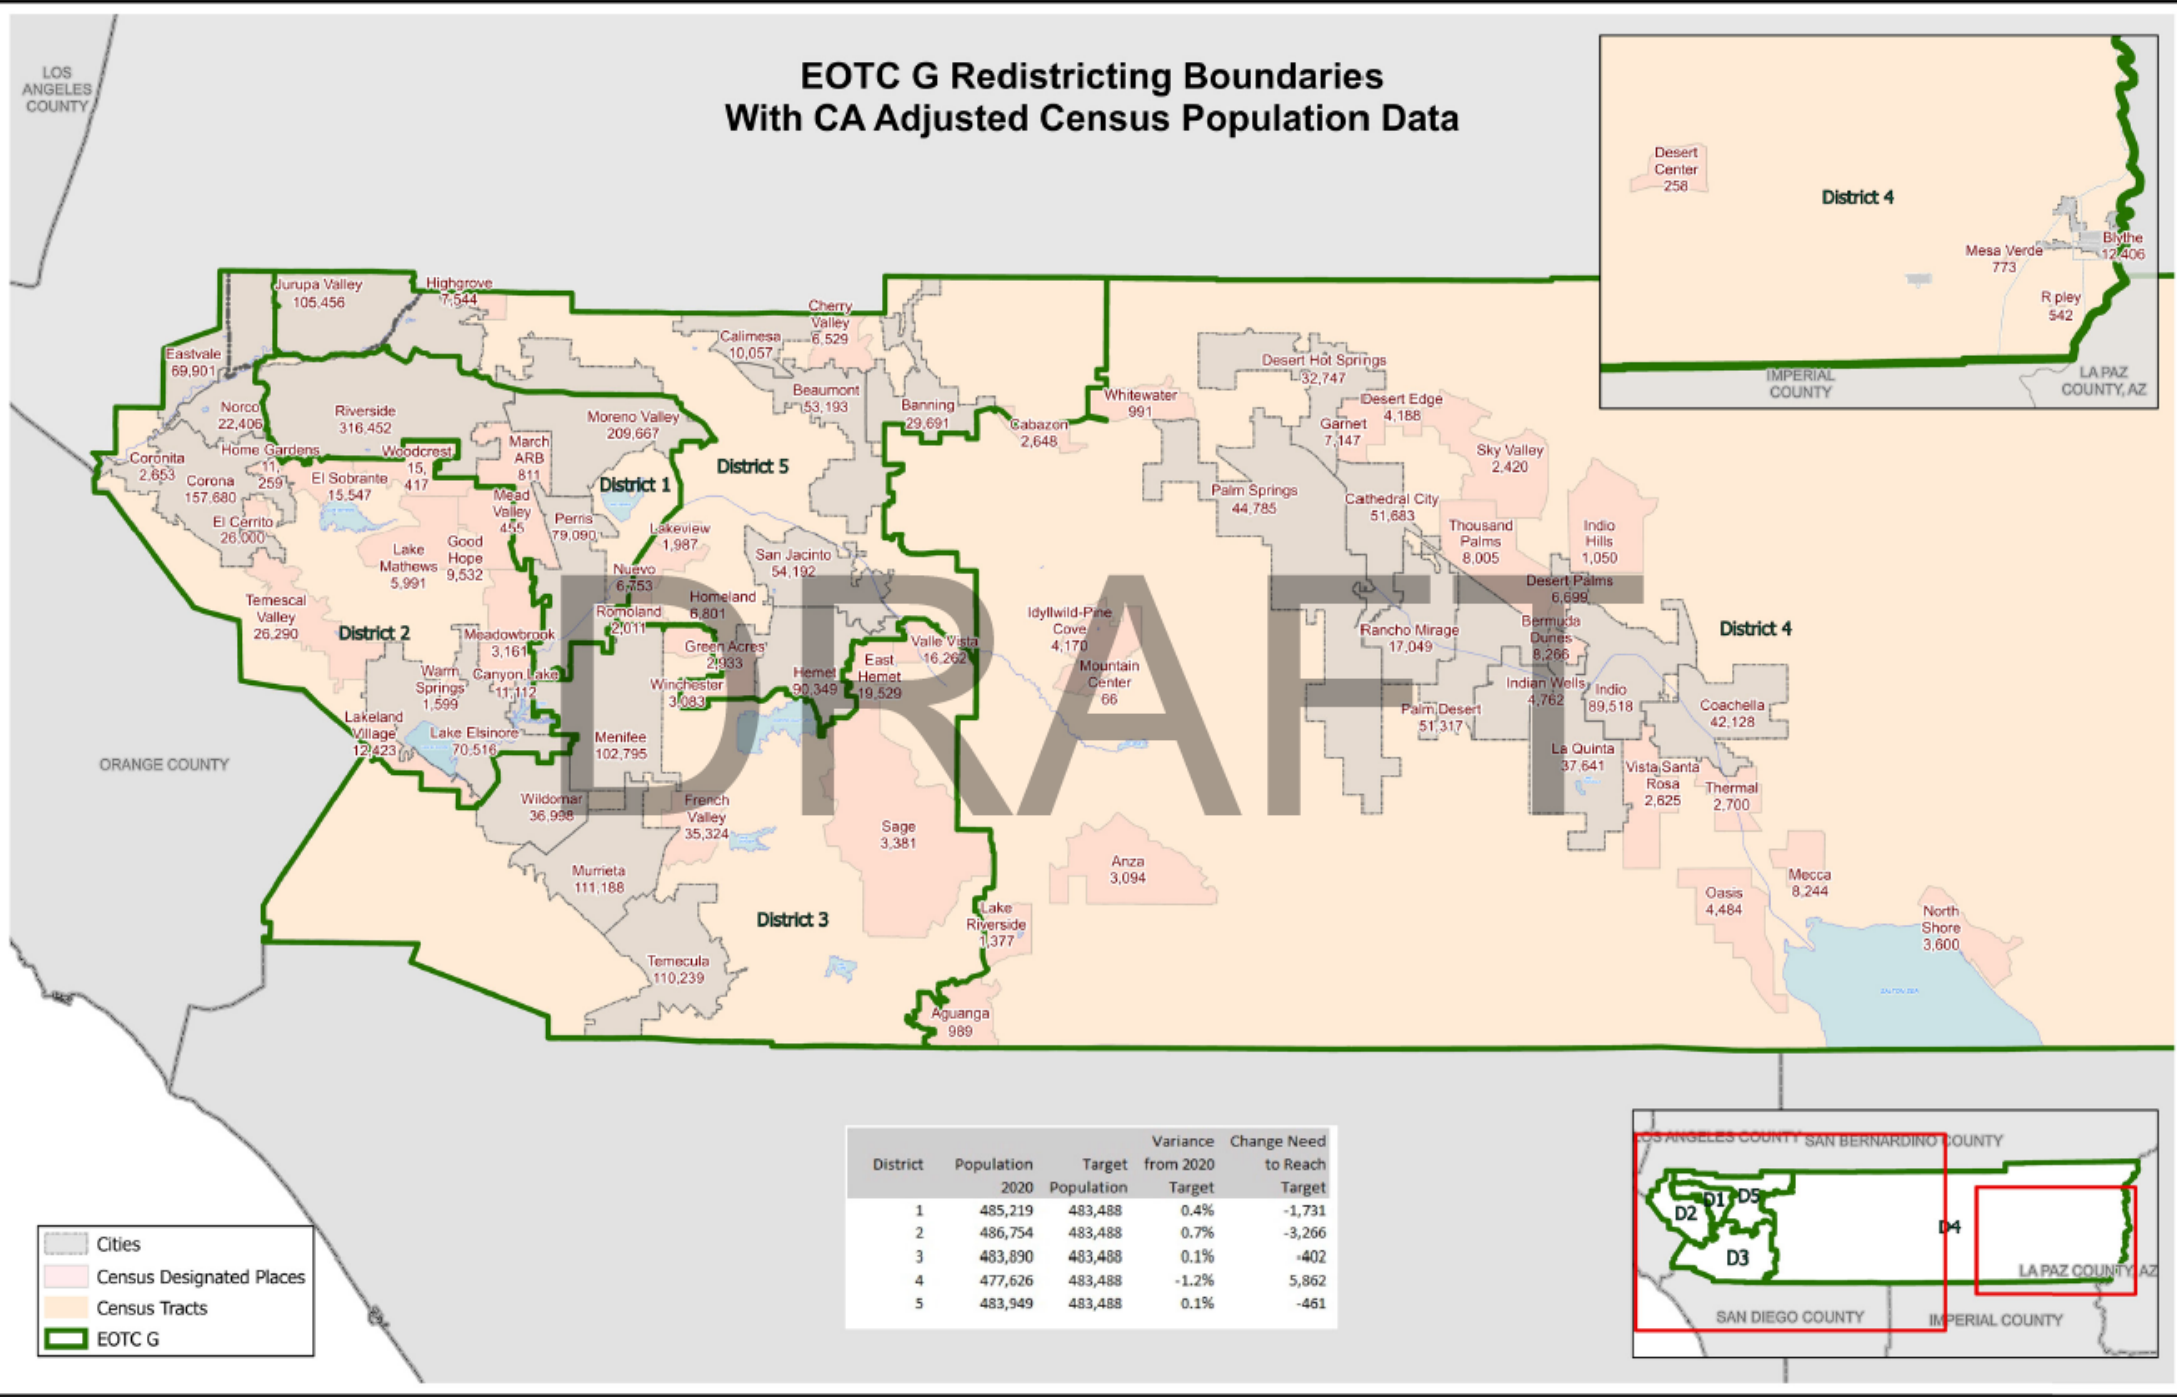 EOTC G Redistricting Boundaries
With CA Adjusted Census Population Data
LOS
ANGELES
COUNTY
Desert
Center
258
District 4
Mesa Verde
773
Blythe
12,406
R pley
542
IMPERIAL
COUNTY
LA PAZ
COUNTY, AZ
Jurupa Valley
105,456
Highgrove
7,544
Eastvale
69,901
Norco
22,406
Riverside
316,452
Calimesa
10,057
Cherry
Valley
6,529
Beaumont
53,193
Banning
29,691
Moreno Valley
209,667
Cabazon
2,648
Whitewater
991
Desert Hot Springs
32,747
Desert Edge
4,188
Garnet
7,147
Sky Valley
2,420
Coronita
2,653
Home Gardens
11,
259
Corona
157,680
El Cerrito
26,000
El Sobrante
15,547
Woodcrest
15,
417
March
ARB
811
Mead
Valley
455
District 1
District 5
Perris
79,090
Lakeview
1,987
Lake
Mathews
5,991
Good
Hope
9,532
Nuevo
6,753
San Jacinto
54,192
Palm Springs
44,785
Cathedral City
51,683
Thousand
Palms
8,005
Indio
Hills
1,050
Desert Palms
6,699
DRAFT
Temescal
Valley
26,290
District 2
Meadowbrook
3,161
Romoland
2,011
Homeland
6,801
Green Acres
2,933
Winchester
3,083
Hemet
90,349
East
Hemet
19,529
Valle Vista
16,262
Idyllwild-Pine
Cove
4,170
Mountain
Center
66
Rancho Mirage
17,049
Bermuda
Dunes
8,266
District 4
Indian Wells
4,762
Indio
89,518
Coachella
42,128
Palm Desert
51,317
La Quinta
37,641
Vista Santa
Rosa
2,625
Thermal
2,700
Warm
Springs
1,599
Canyon Lake
11,112
Lakeland
Village
12,423
Lake Elsinore
70,516
Menifee
102,795
ORANGE COUNTY
Wildomar
36,998
French
Valley
35,324
Sage
3,381
Murrieta
111,188
Anza
3,094
Mecca
8,244
Oasis
4,484
North
Shore
3,600
SALTON SEA
District 3
Lake
Riverside
1,377
Temecula
110,239
Aguanga
989
District Population 2020 Target Population Variance from 2020 Target Change Need to Reach Target
1 485,219 483,488 0.4% -1,731
2 486,754 483,488 0.7% -3,266
3 483,890 483,488 0.1% -402
4 477,626 483,488 -1.2% 5,862
5 483,949 483,488 0.1% -461
Cities
Census Designated Places
Census Tracts
EOTC G
LOS ANGELES COUNTY
SAN BERNARDINO COUNTY
D1
D5
D2
D4
D3
LA PAZ COUNTY, AZ
SAN DIEGO COUNTY
IMPERIAL COUNTY